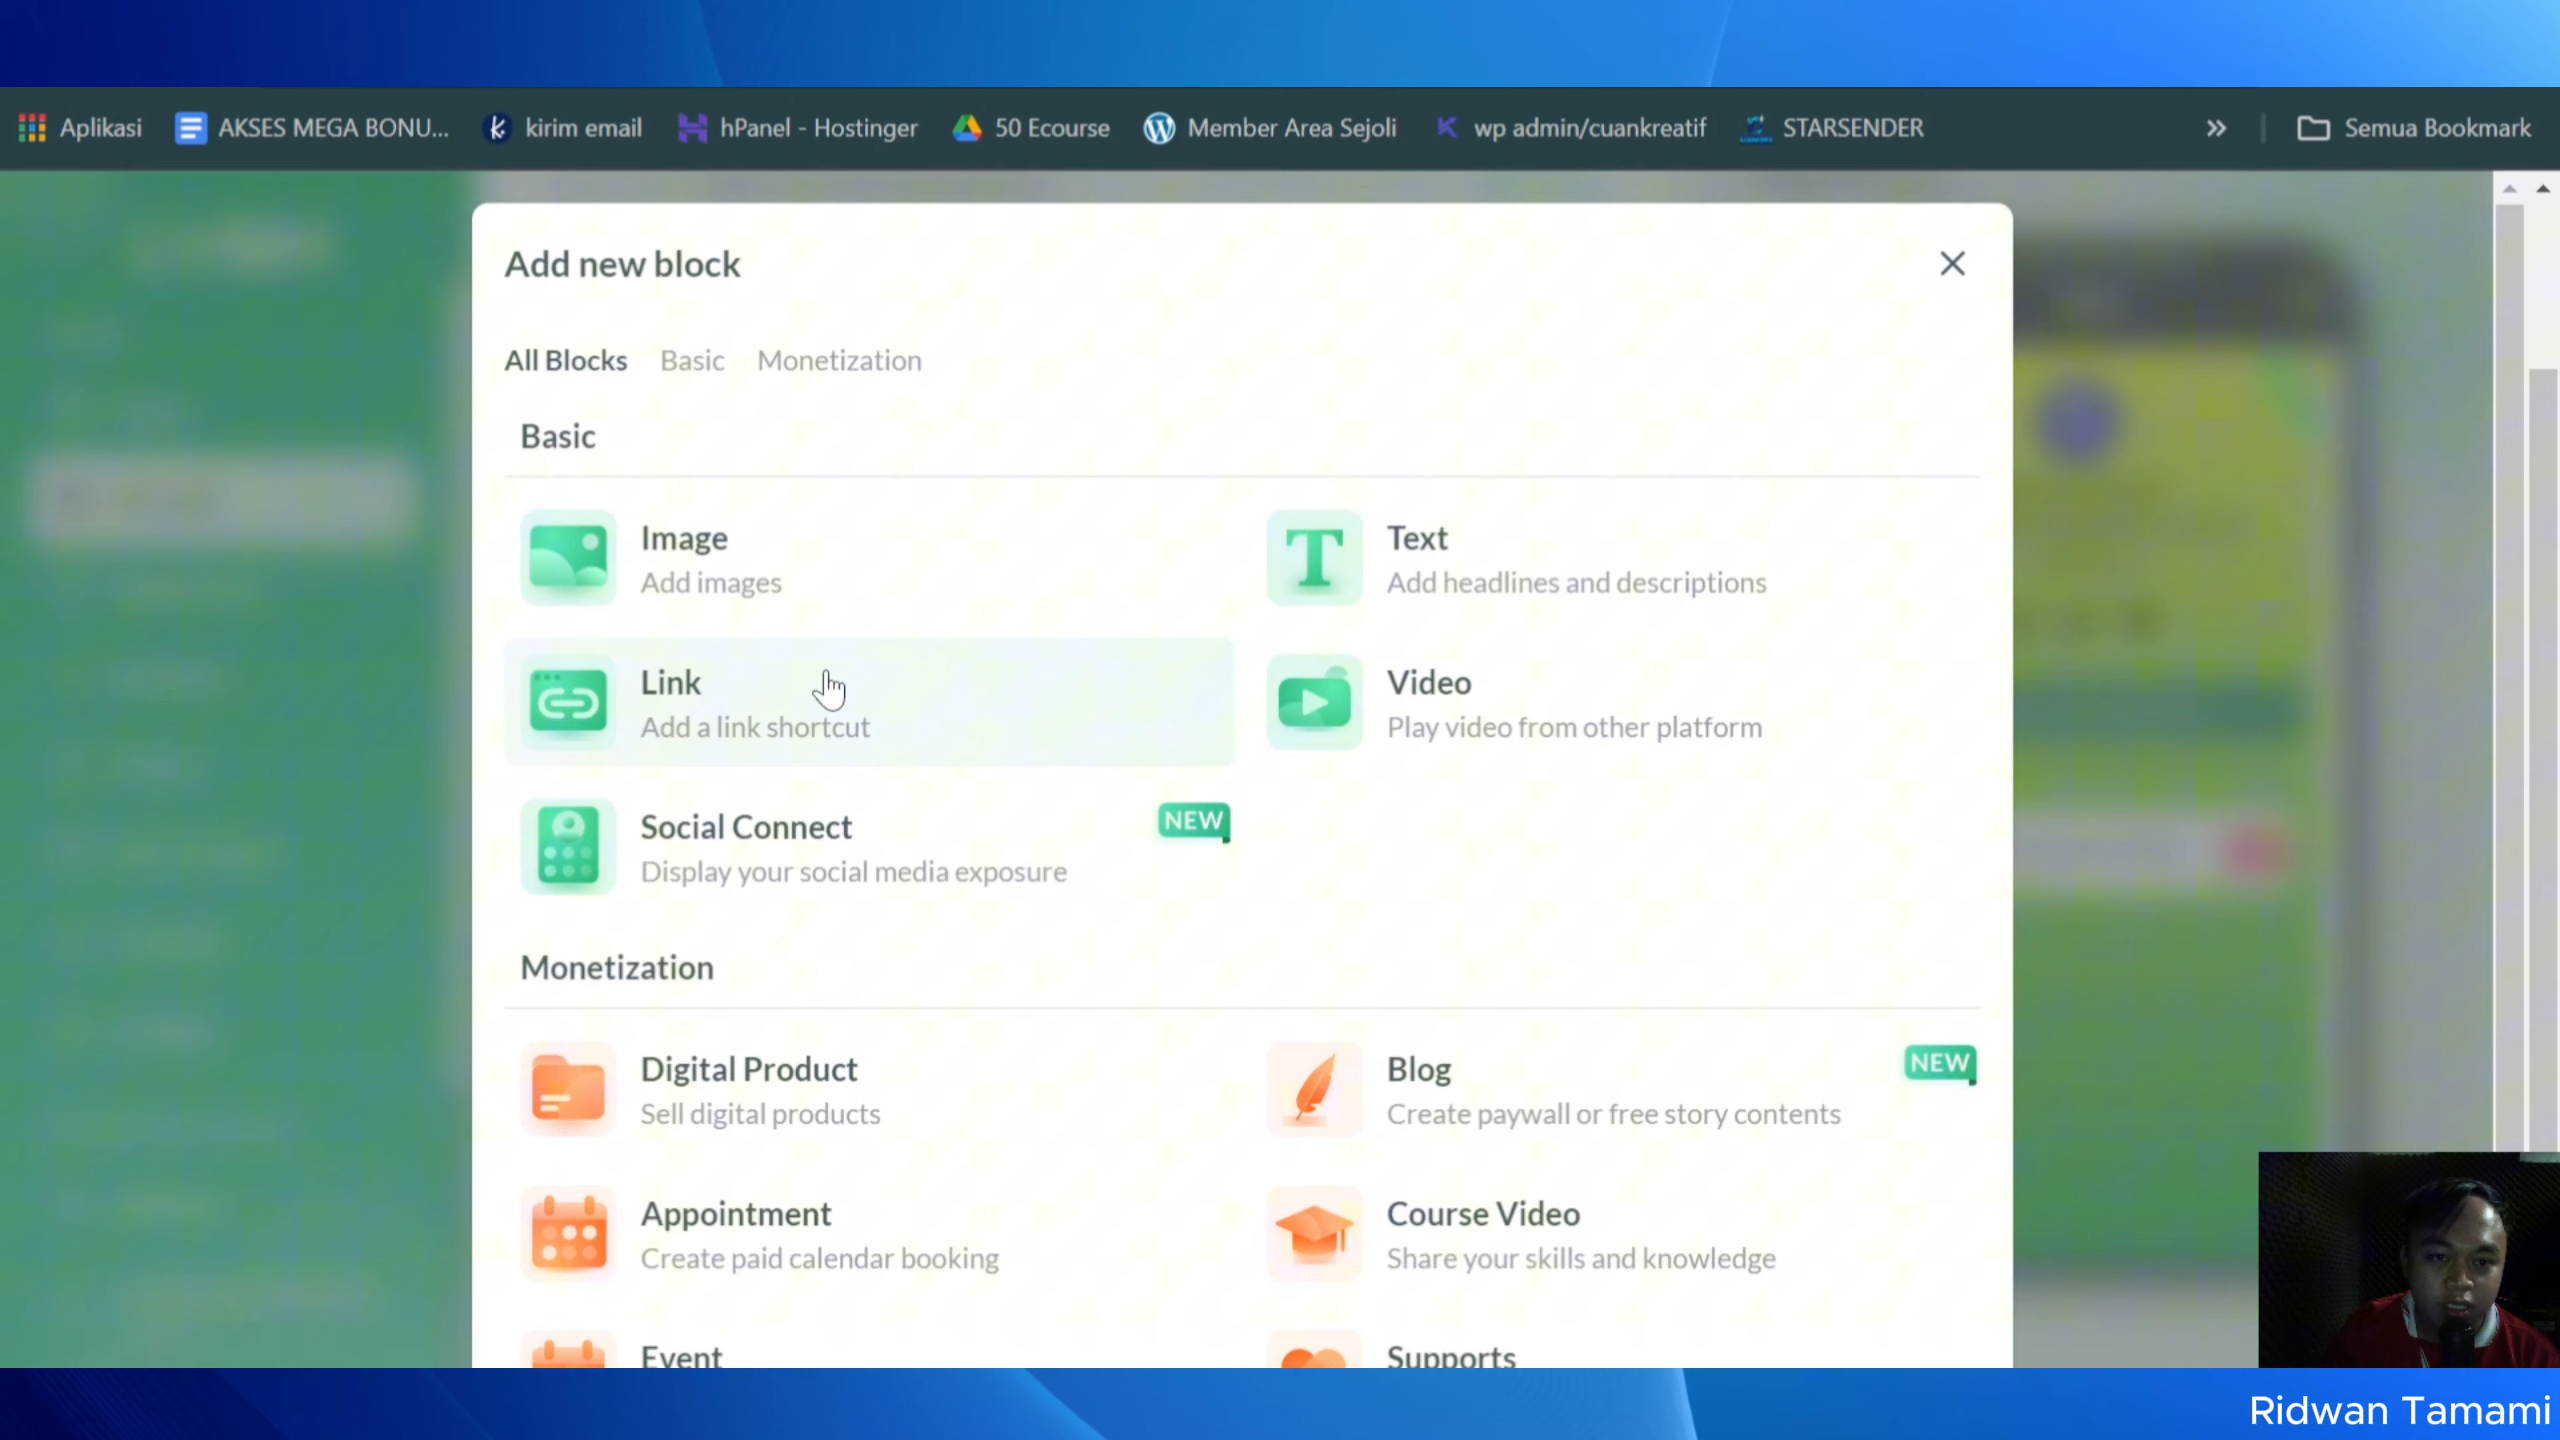 Aplikasi AKSES MEGA BONU... kirim email hPanel - Hostinger 50 Ecourse Member Area Sejoli wp admin/cuankreatif STARSENDER » Semua Bookmark
Add new block
All Blocks Basic Monetization
Basic
Image
Add images
Text
Add headlines and descriptions
Link
Add a link shortcut
Video
Play video from other platform
Social Connect
NEW
Display your social media exposure
Monetization
Digital Product
Sell digital products
Blog
NEW
Create paywall or free story contents
Appointment
Create paid calendar booking
Course Video
Share your skills and knowledge
Event
Supports
Ridwan Tamami